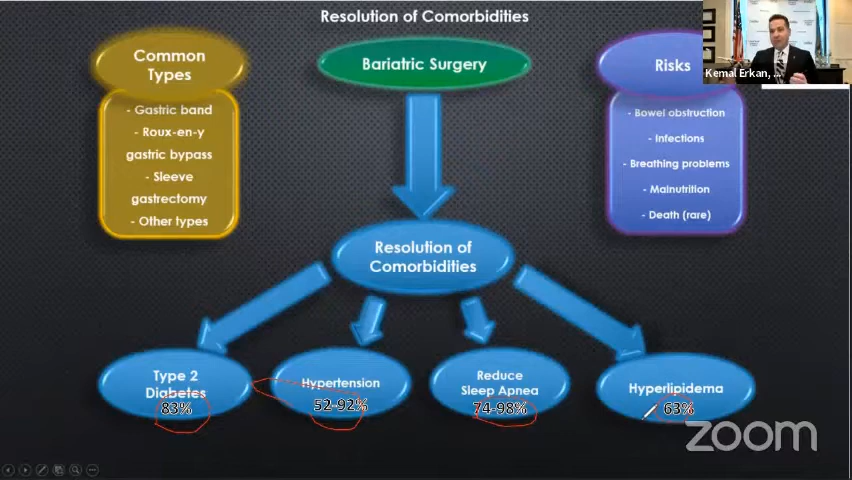 Resolution of Comorbidities
Common
Types
- Gastric band
- Roux-en-y
gastric bypass
- Sleeve
gastrectomy
- Other types
Bariatric Surgery
Risks
- Bowel obstruction
- Infections
- Breathing problems
- Malnutrition
- Death (rare)
Kemal Erkan, ...
Resolution of
Comorbidities
Type 2
Diabetes
83%
Hypertension
52-92%
Reduce
Sleep Apnea
74-98%
Hyperlipidema
63%
zoom